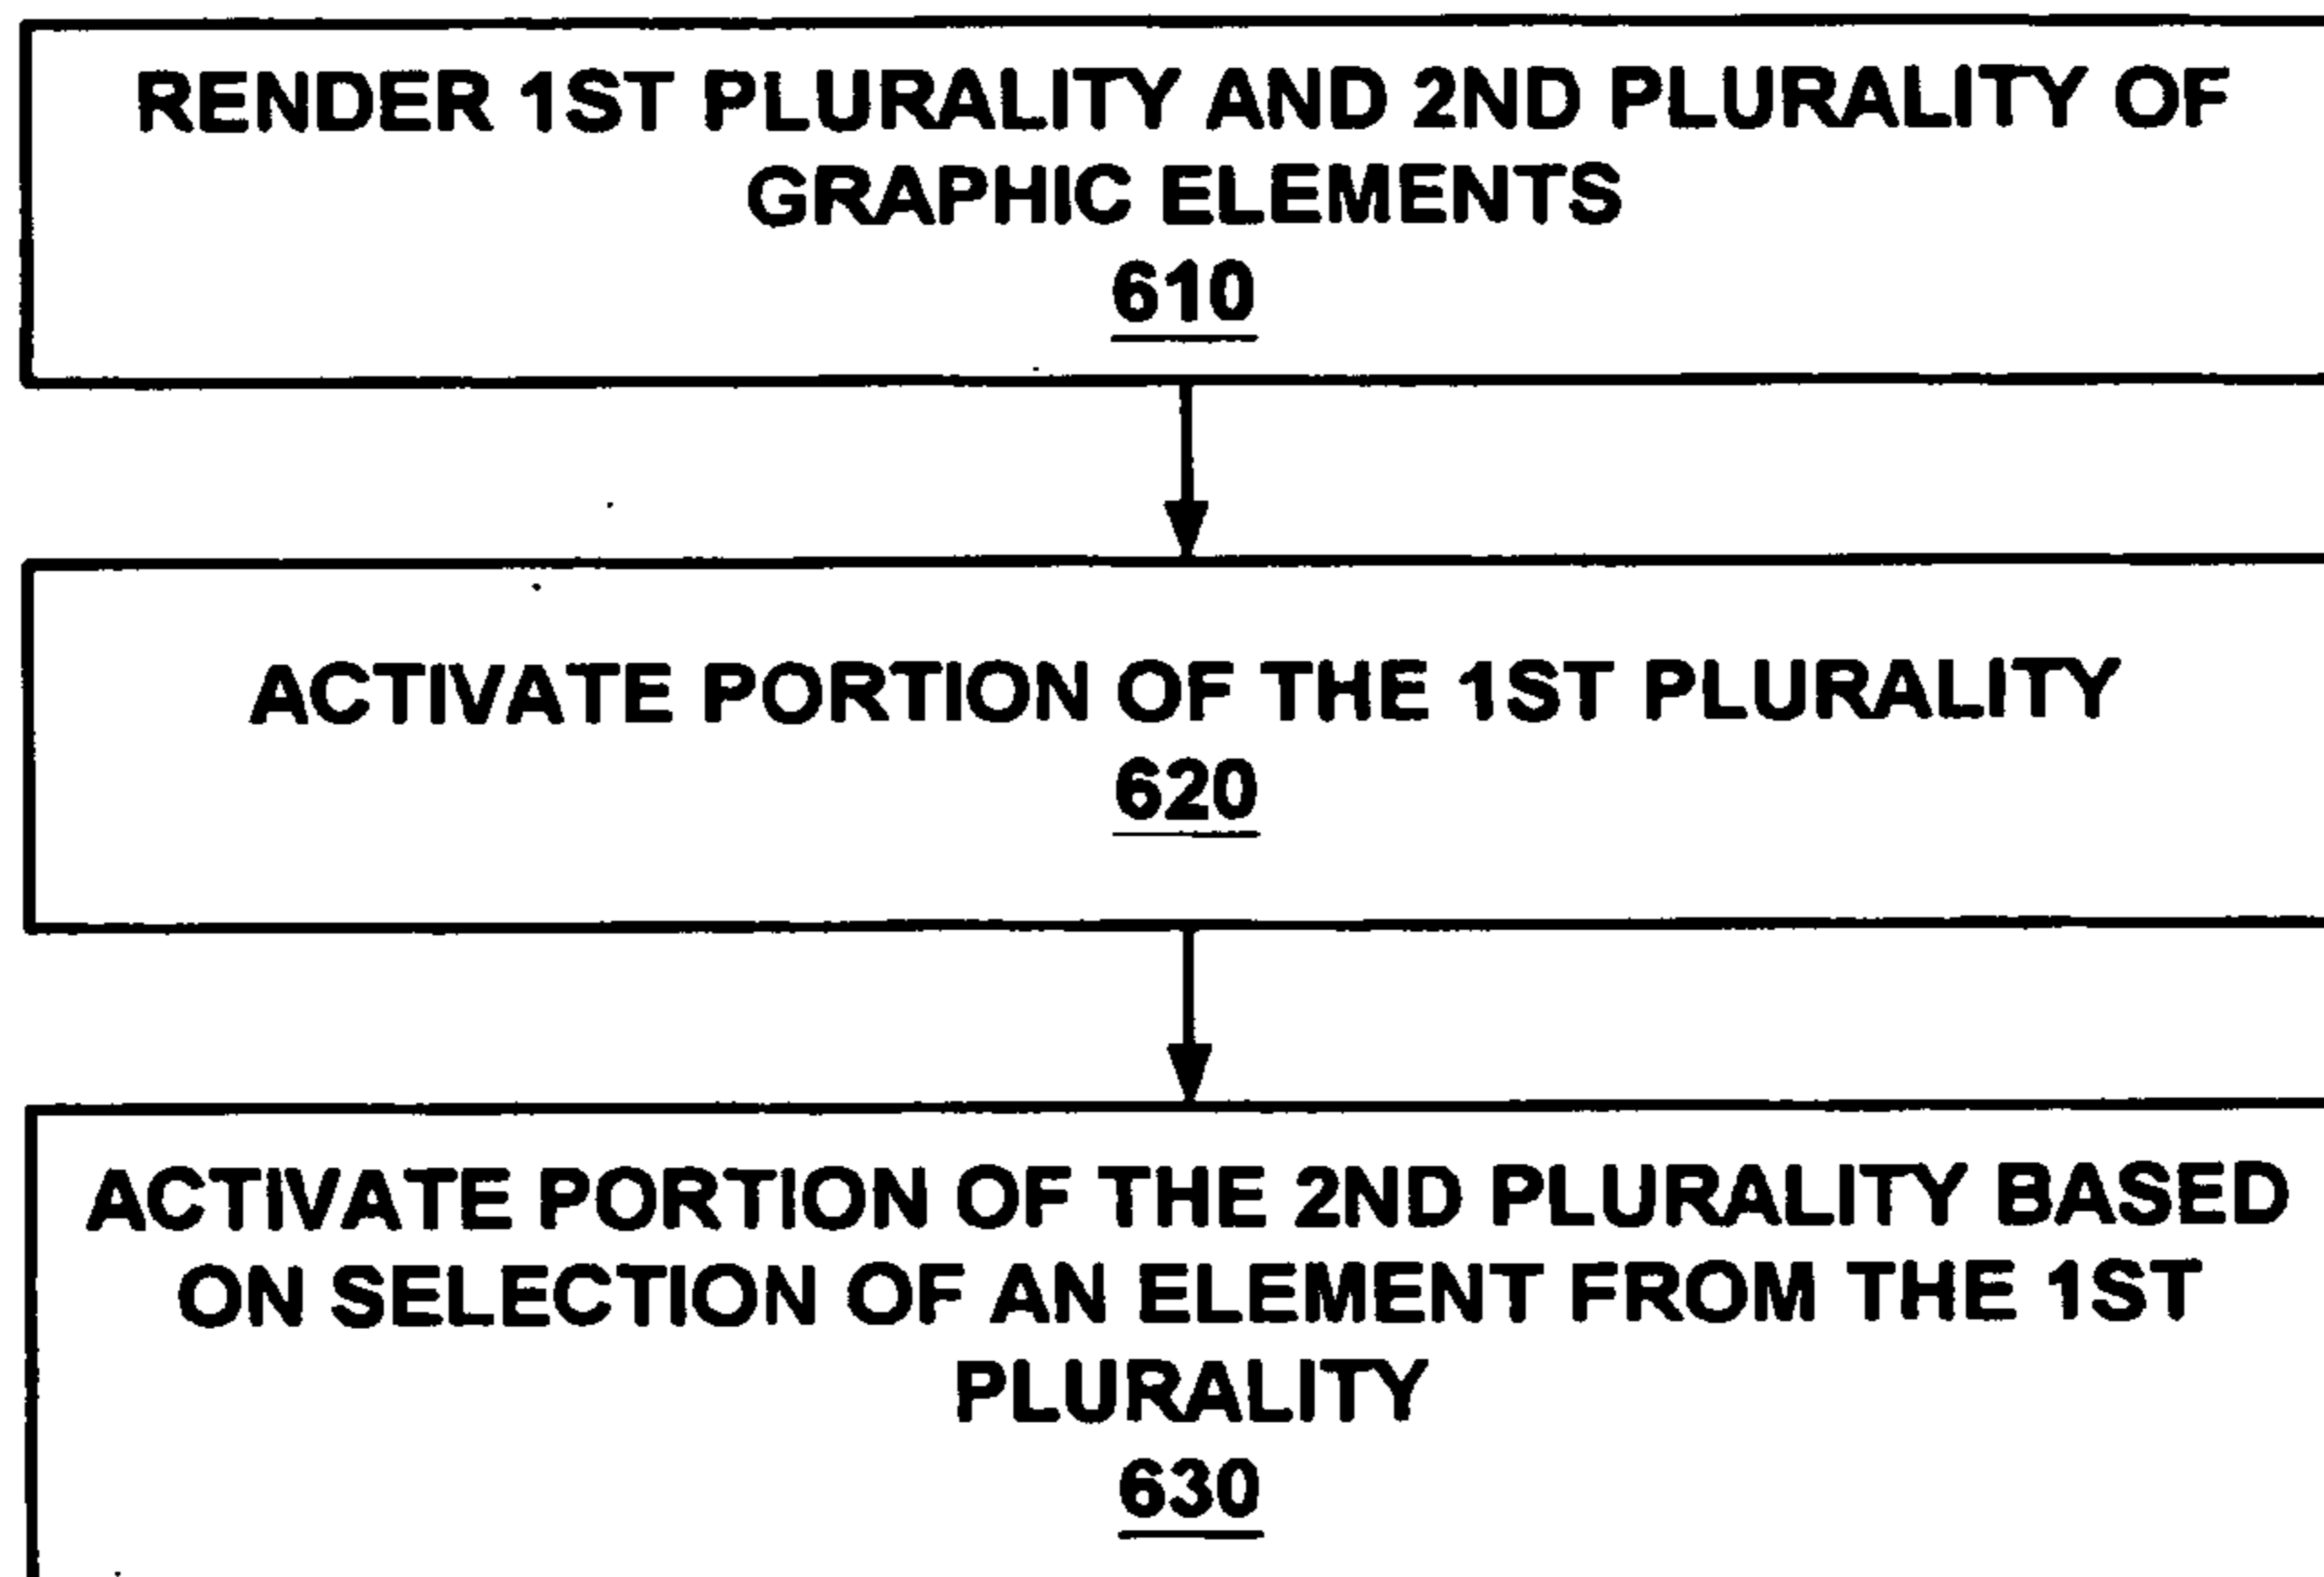 RENDER 1ST PLURALITY AND 2ND PLURALITY OF
GRAPHIC ELEMENTS
610
ACTIVATE PORTION OF THE 1ST PLURALITY
620
ACTIVATE PORTION OF THE 2ND PLURALITY BASED
ON SELECTION OF AN ELEMENT FROM THE 1ST
PLURALITY
630